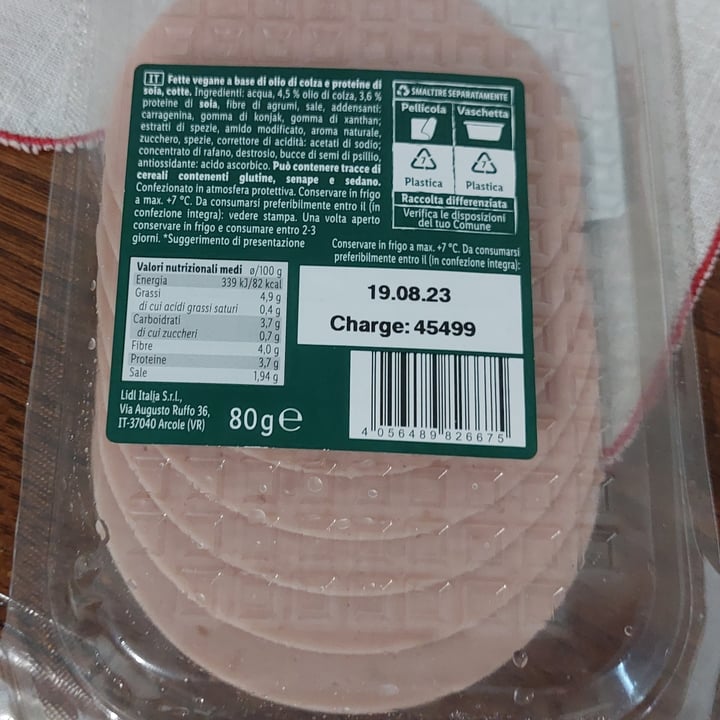 IT Fette vegane a base di olio di colza e proteine di
soia, cotte. Ingredienti: acqua, 4,5 % olio di colza, 3,6 %
proteine di soia, fibre di agrumi, sale, addensanti:
carragenina, gomma di konjak, gomma di xanthan;
estratti di spezie, amido modificato, aroma naturale,
zucchero, spezie, correttore di acidità: acetati di sodio;
concentrato di rafano, destrosio, bucce di semi di psillio,
antiossidante: acido ascorbico. Può contenere tracce di
cereali contenenti glutine, senape e sedano.
Confezionato in atmosfera protettiva. Conservare in frigo
a max. +7 °C. Da consumarsi preferibilmente entro il (in
confezione integra): vedere stampa. Una volta aperto
conservare in frigo e consumare entro 2-3
giorni. *Suggerimento di presentazione
SMALTIRE SEPARATAMENTE
Pellicola Vaschetta
7 7
Plastica Plastica
Raccolta differenziata
Verifica le disposizioni
del tuo Comune
Conservare in frigo a max. +7 °C. Da consumarsi
preferibilmente entro il (in confezione integra):
19.08.23
Charge: 45499
Valori nutrizionali medi ø/100 g
Energia 339 kJ/82 kcal
Grassi 4,9 g
di cui acidi grassi saturi 0,4 g
Carboidrati 3,7 g
di cui zuccheri 0,7 g
Fibre 4,0 g
Proteine 3,7 g
Sale 1,94 g
Lidl Italia S.r.l.,
Via Augusto Ruffo 36,
IT-37040 Arcole (VR)
80g℮
4 056489 826675